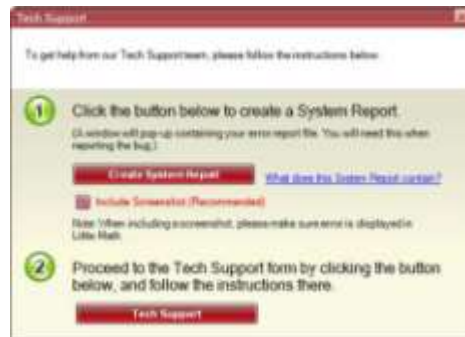 Tech Support
To get help from our Tech Support team, please follow the instructions below.
1
Click the button below to create a System Report.
(A window will pop-up containing your error report file. You will need this when
reporting the bug.)
Create System Report
What does this System Report contain?
Include Screenshot (Recommended)
Note: When including a screenshot, please make sure error is displayed in
Little Math.
2
Proceed to the Tech Support form by clicking the button
below, and follow the instructions there.
Tech Support